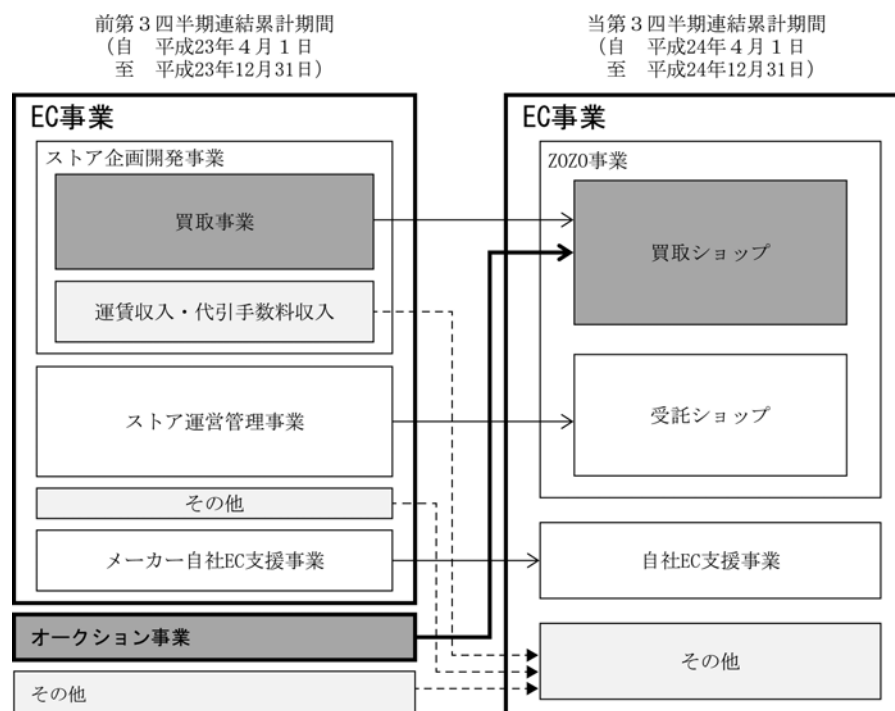 前第３四半期連結累計期間
（自　平成23年４月１日
至　平成23年12月31日）
当第３四半期連結累計期間
（自　平成24年４月１日
至　平成24年12月31日）
EC事業
ストア企画開発事業
買取事業
運賃収入・代引手数料収入
ストア運営管理事業
その他
メーカー自社EC支援事業
オークション事業
その他
EC事業
ZOZO事業
買取ショップ
受託ショップ
自社EC支援事業
その他